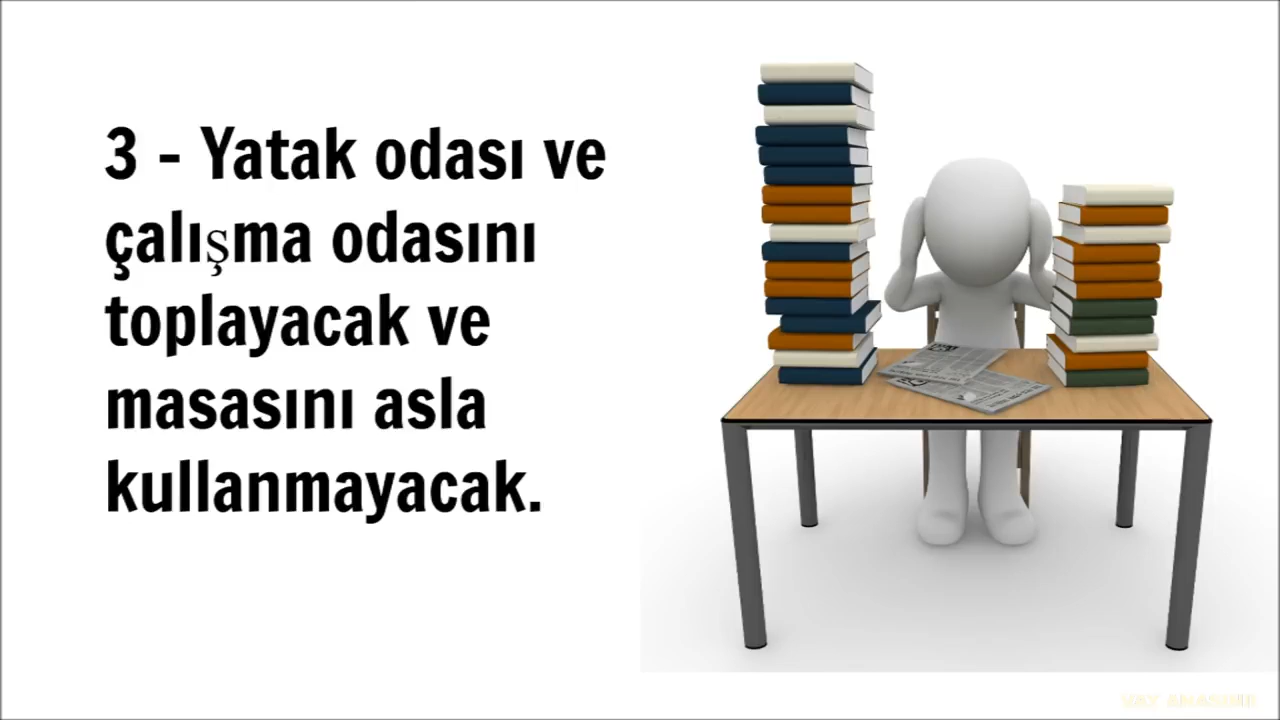 3 - Yatak odası ve
çalışma odasını
toplayacak ve
masasını asla
kullanmayacak.